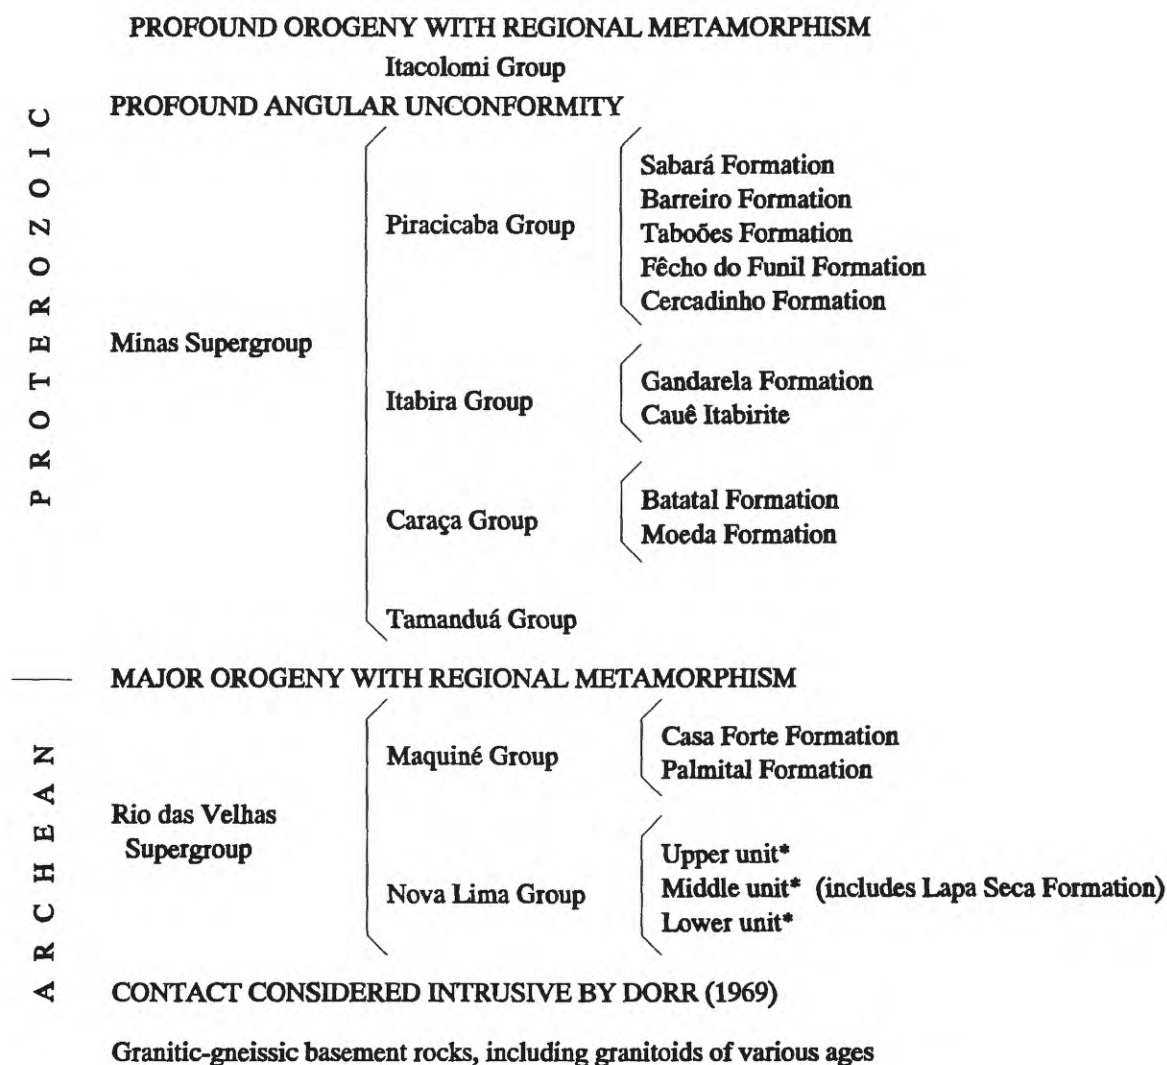 PROFOUND OROGENY WITH REGIONAL METAMORPHISM
Itacolomi Group
PROFOUND ANGULAR UNCONFORMITY
PROTEROZOIC
Minas Supergroup
Piracicaba Group
Sabará Formation
Barreiro Formation
Taboões Formation
Fêcho do Funil Formation
Cercadinho Formation
Itabira Group
Gandarela Formation
Cauê Itabirite
Caraça Group
Batatal Formation
Moeda Formation
Tamanduá Group
MAJOR OROGENY WITH REGIONAL METAMORPHISM
ARCHEAN
Rio das Velhas
Supergroup
Maquiné Group
Casa Forte Formation
Palmital Formation
Nova Lima Group
Upper unit*
Middle unit* (includes Lapa Seca Formation)
Lower unit*
CONTACT CONSIDERED INTRUSIVE BY DORR (1969)
Granitic-gneissic basement rocks, including granitoids of various ages